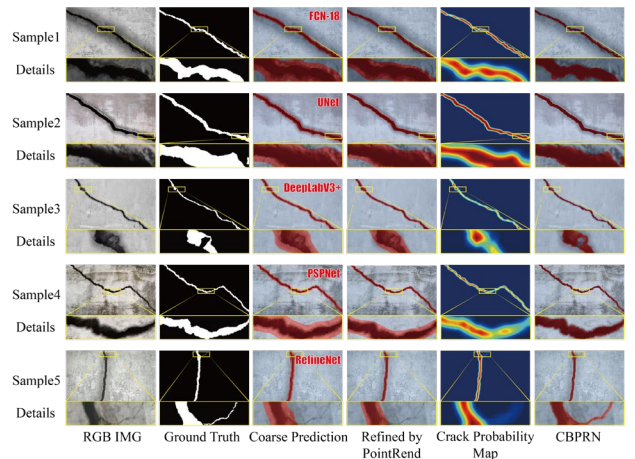 Sample1
FCN-18
Details
Sample2
UNet
Details
Sample3
DeepLabV3+
Details
Sample4
PSPNet
Details
Sample5
RefineNet
Details
RGB IMG Ground Truth Coarse Prediction Refined by PointRend Crack Probability Map CBPRN